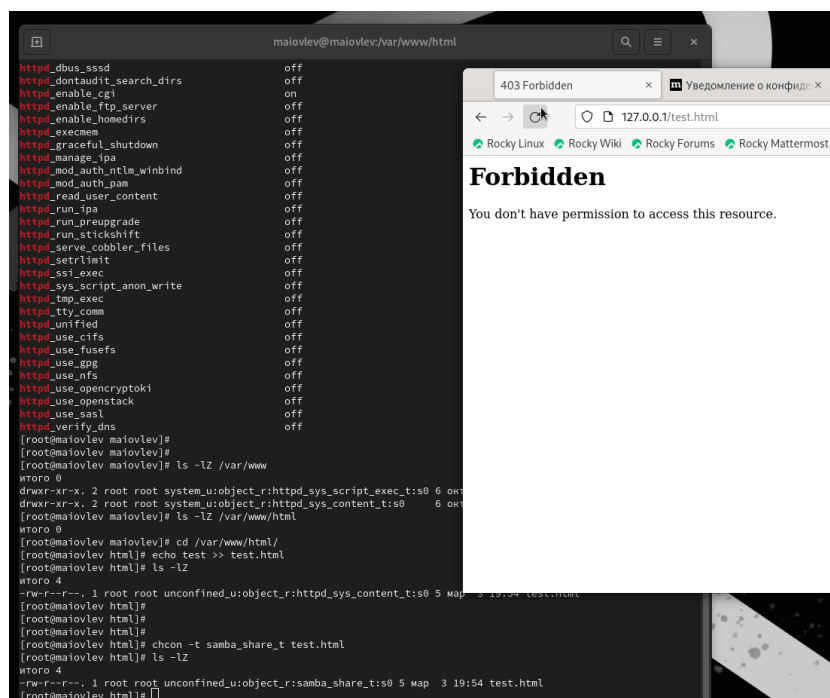 maiovlev@maiovlev:/var/www/html
httpd_dbus_sssd off
httpd_dontaudit_search_dirs off
httpd_enable_cgi on
httpd_enable_ftp_server off
httpd_enable_homedirs off
httpd_execmem off
httpd_graceful_shutdown off
httpd_manage_ipa off
httpd_mod_auth_ntlm_winbind off
httpd_mod_auth_pam off
httpd_read_user_content off
httpd_run_ipa off
httpd_run_preupgrade off
httpd_run_stickshift off
httpd_serve_cobbler_files off
httpd_setrlimit off
httpd_ssi_exec off
httpd_sys_script_anon_write off
httpd_tmp_exec off
httpd_tty_comm off
httpd_unified off
httpd_use_cifs off
httpd_use_fusefs off
httpd_use_gpg off
httpd_use_nfs off
httpd_use_opencryptoki off
httpd_use_openstack off
httpd_use_sasl off
httpd_verify_dns off
[root@maiovlev maiovlev]#
[root@maiovlev maiovlev]#
[root@maiovlev maiovlev]# ls -lZ /var/www
итого 0
drwxr-xr-x. 2 root root system_u:object_r:httpd_sys_script_exec_t:s0 6 окт
drwxr-xr-x. 2 root root system_u:object_r:httpd_sys_content_t:s0 6 окт
[root@maiovlev maiovlev]# ls -lZ /var/www/html
итого 0
[root@maiovlev maiovlev]# cd /var/www/html/
[root@maiovlev html]# echo test >> test.html
[root@maiovlev html]# ls -lZ
итого 4
-rw-r--r--. 1 root root unconfined_u:object_r:httpd_sys_content_t:s0 5 мар 3 19:54 test.html
[root@maiovlev html]#
[root@maiovlev html]#
[root@maiovlev html]#
[root@maiovlev html]# chcon -t samba_share_t test.html
[root@maiovlev html]# ls -lZ
итого 4
-rw-r--r--. 1 root root unconfined_u:object_r:samba_share_t:s0 5 мар 3 19:54 test.html
[root@maiovlev html]#
403 Forbidden
m Уведомление о конфиде
127.0.0.1/test.html
Rocky Linux Rocky Wiki Rocky Forums Rocky Mattermost
Forbidden
You don't have permission to access this resource.